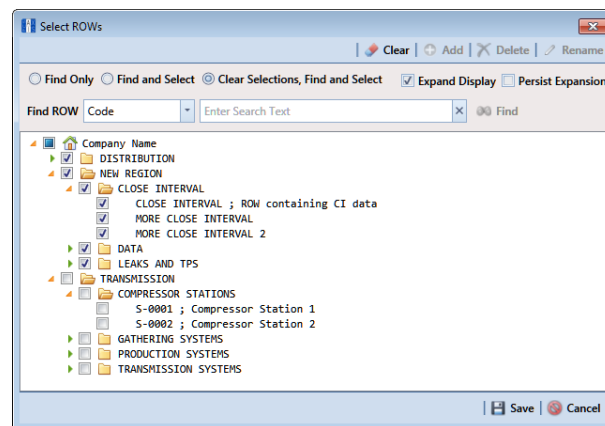 Select ROWs
Clear Add Delete Rename
Find Only Find and Select Clear Selections, Find and Select Expand Display Persist Expansion
Find ROW Code Enter Search Text Find
Company Name
DISTRIBUTION
NEW REGION
CLOSE INTERVAL
CLOSE INTERVAL ; ROW containing CI data
MORE CLOSE INTERVAL
MORE CLOSE INTERVAL 2
DATA
LEAKS AND TPS
TRANSMISSION
COMPRESSOR STATIONS
S-0001 ; Compressor Station 1
S-0002 ; Compressor Station 2
GATHERING SYSTEMS
PRODUCTION SYSTEMS
TRANSMISSION SYSTEMS
Save Cancel